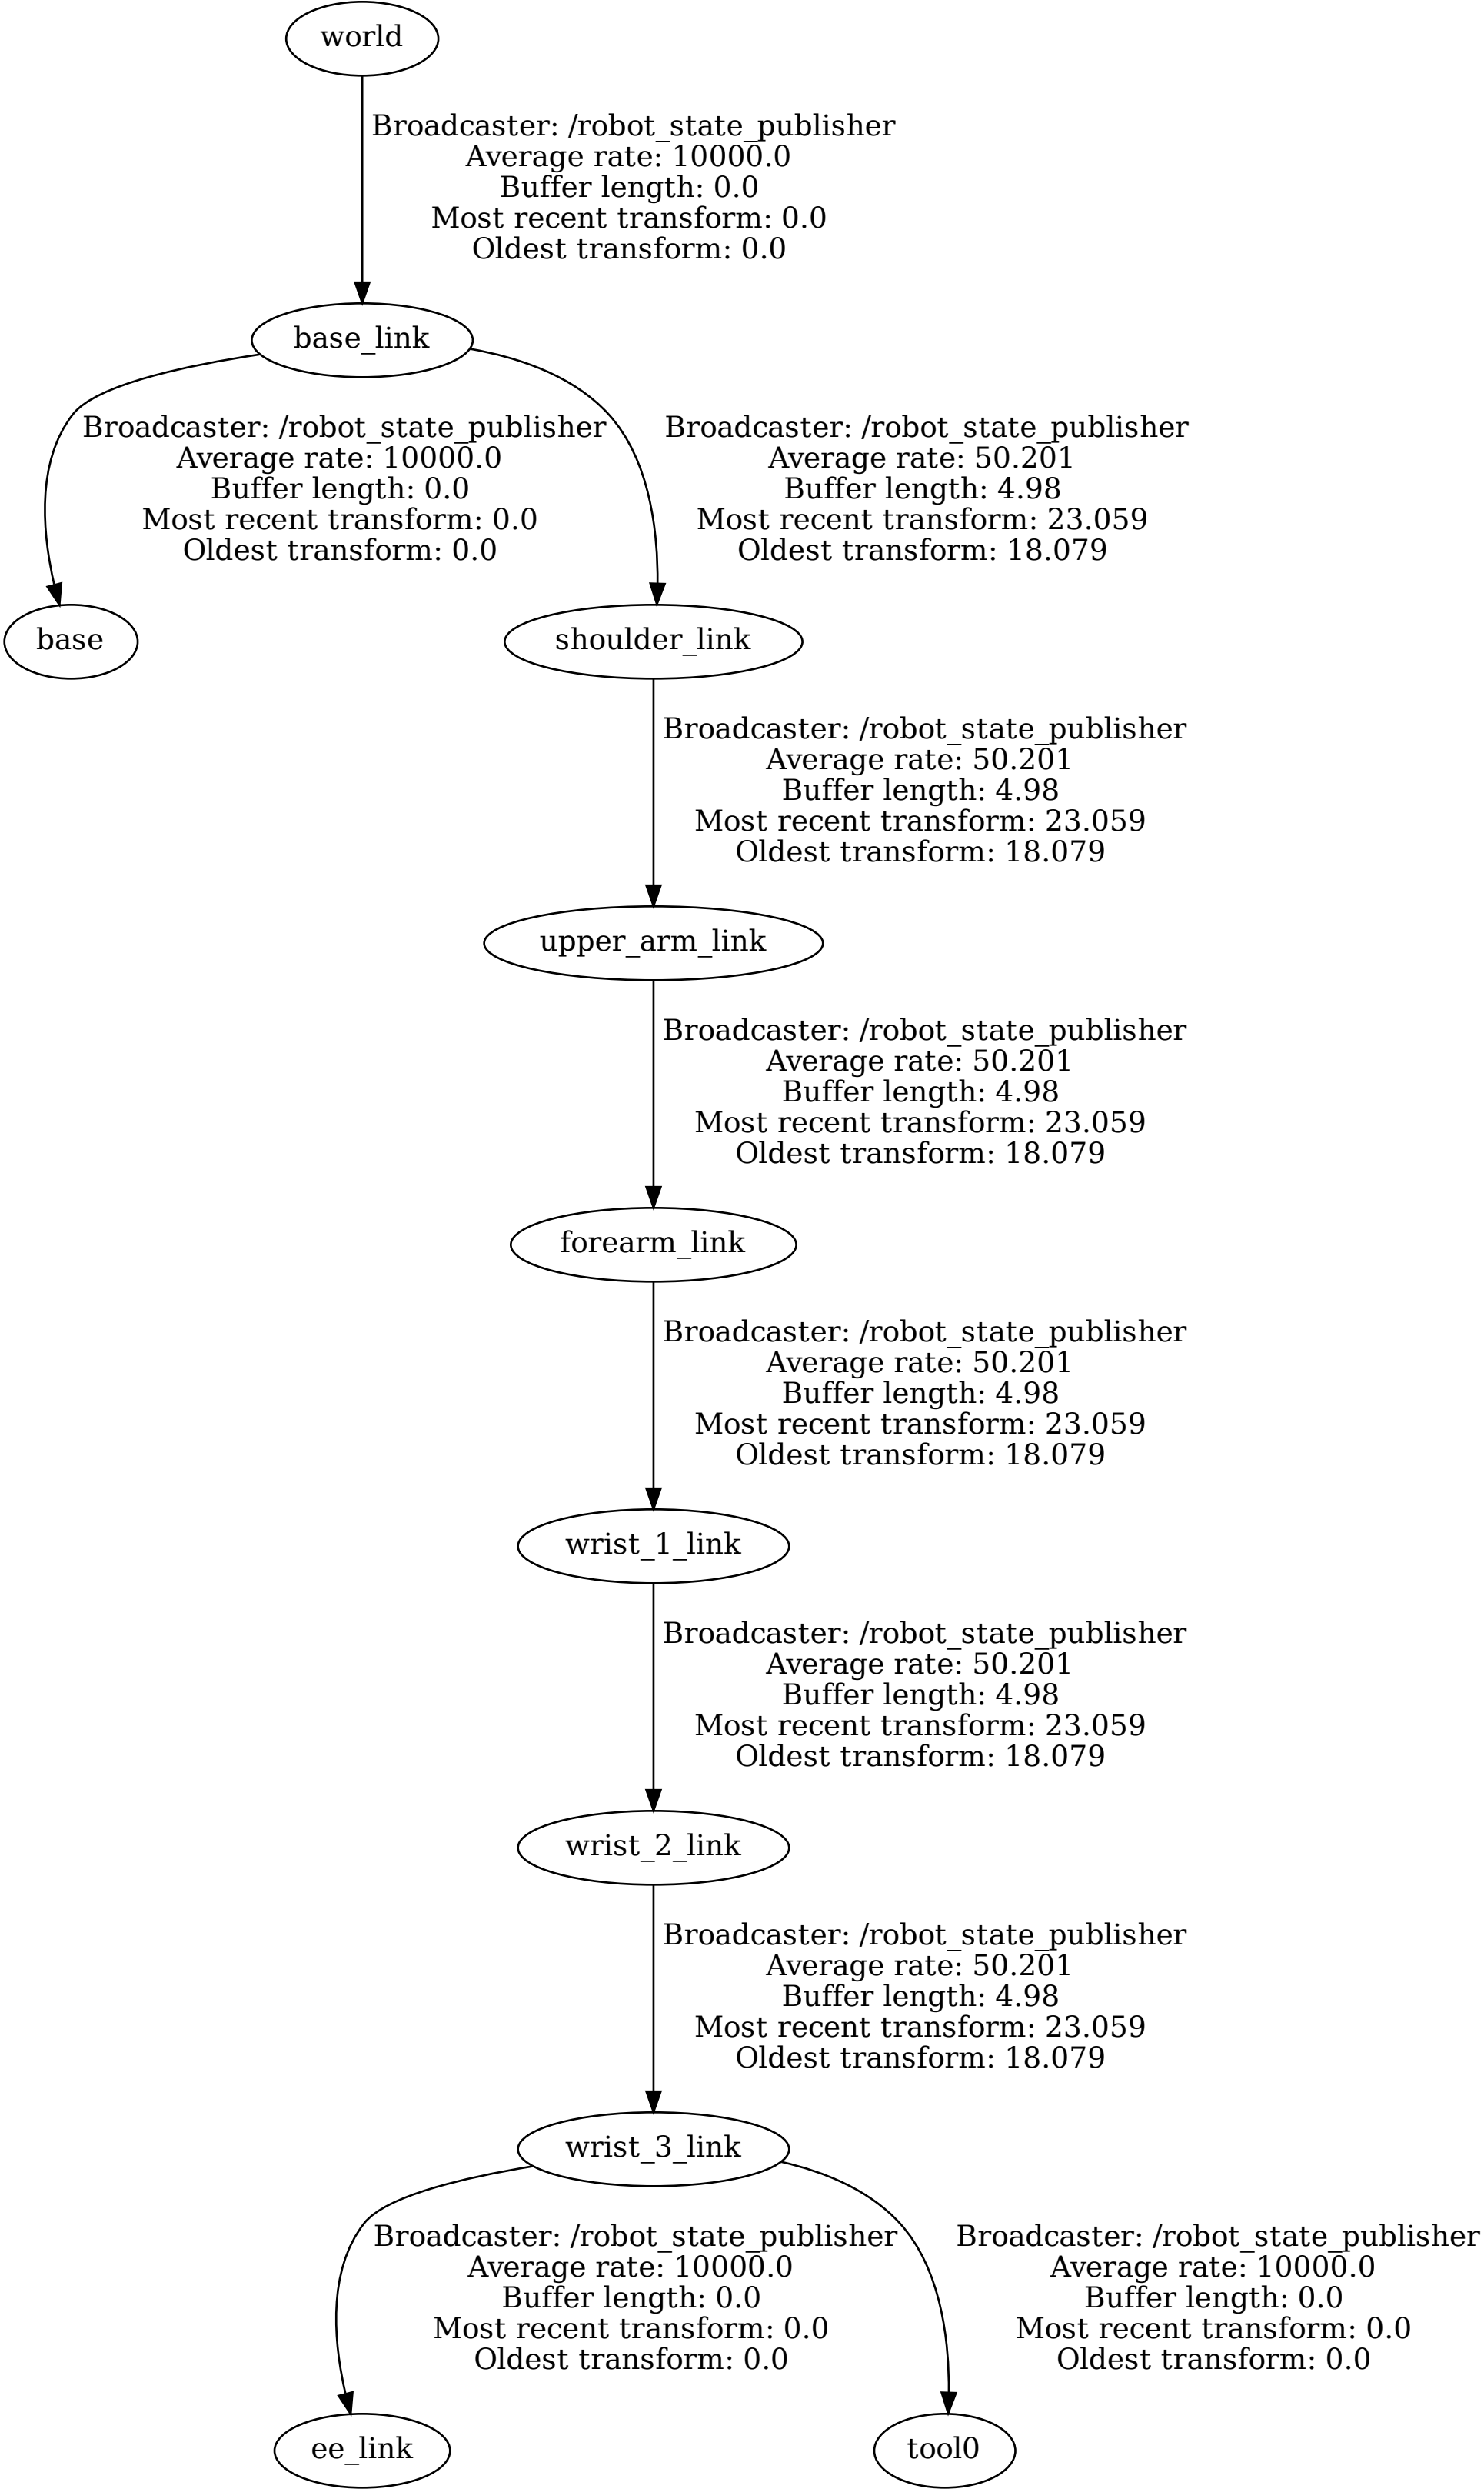 world
Broadcaster: /robot_state_publisher
Average rate: 10000.0
Buffer length: 0.0
Most recent transform: 0.0
Oldest transform: 0.0
base_link
Broadcaster: /robot_state_publisher
Average rate: 10000.0
Buffer length: 0.0
Most recent transform: 0.0
Oldest transform: 0.0
Broadcaster: /robot_state_publisher
Average rate: 50.201
Buffer length: 4.98
Most recent transform: 23.059
Oldest transform: 18.079
base
shoulder_link
Broadcaster: /robot_state_publisher
Average rate: 50.201
Buffer length: 4.98
Most recent transform: 23.059
Oldest transform: 18.079
upper_arm_link
Broadcaster: /robot_state_publisher
Average rate: 50.201
Buffer length: 4.98
Most recent transform: 23.059
Oldest transform: 18.079
forearm_link
Broadcaster: /robot_state_publisher
Average rate: 50.201
Buffer length: 4.98
Most recent transform: 23.059
Oldest transform: 18.079
wrist_1_link
Broadcaster: /robot_state_publisher
Average rate: 50.201
Buffer length: 4.98
Most recent transform: 23.059
Oldest transform: 18.079
wrist_2_link
Broadcaster: /robot_state_publisher
Average rate: 50.201
Buffer length: 4.98
Most recent transform: 23.059
Oldest transform: 18.079
wrist_3_link
Broadcaster: /robot_state_publisher
Average rate: 10000.0
Buffer length: 0.0
Most recent transform: 0.0
Oldest transform: 0.0
Broadcaster: /robot_state_publisher
Average rate: 10000.0
Buffer length: 0.0
Most recent transform: 0.0
Oldest transform: 0.0
ee_link
tool0